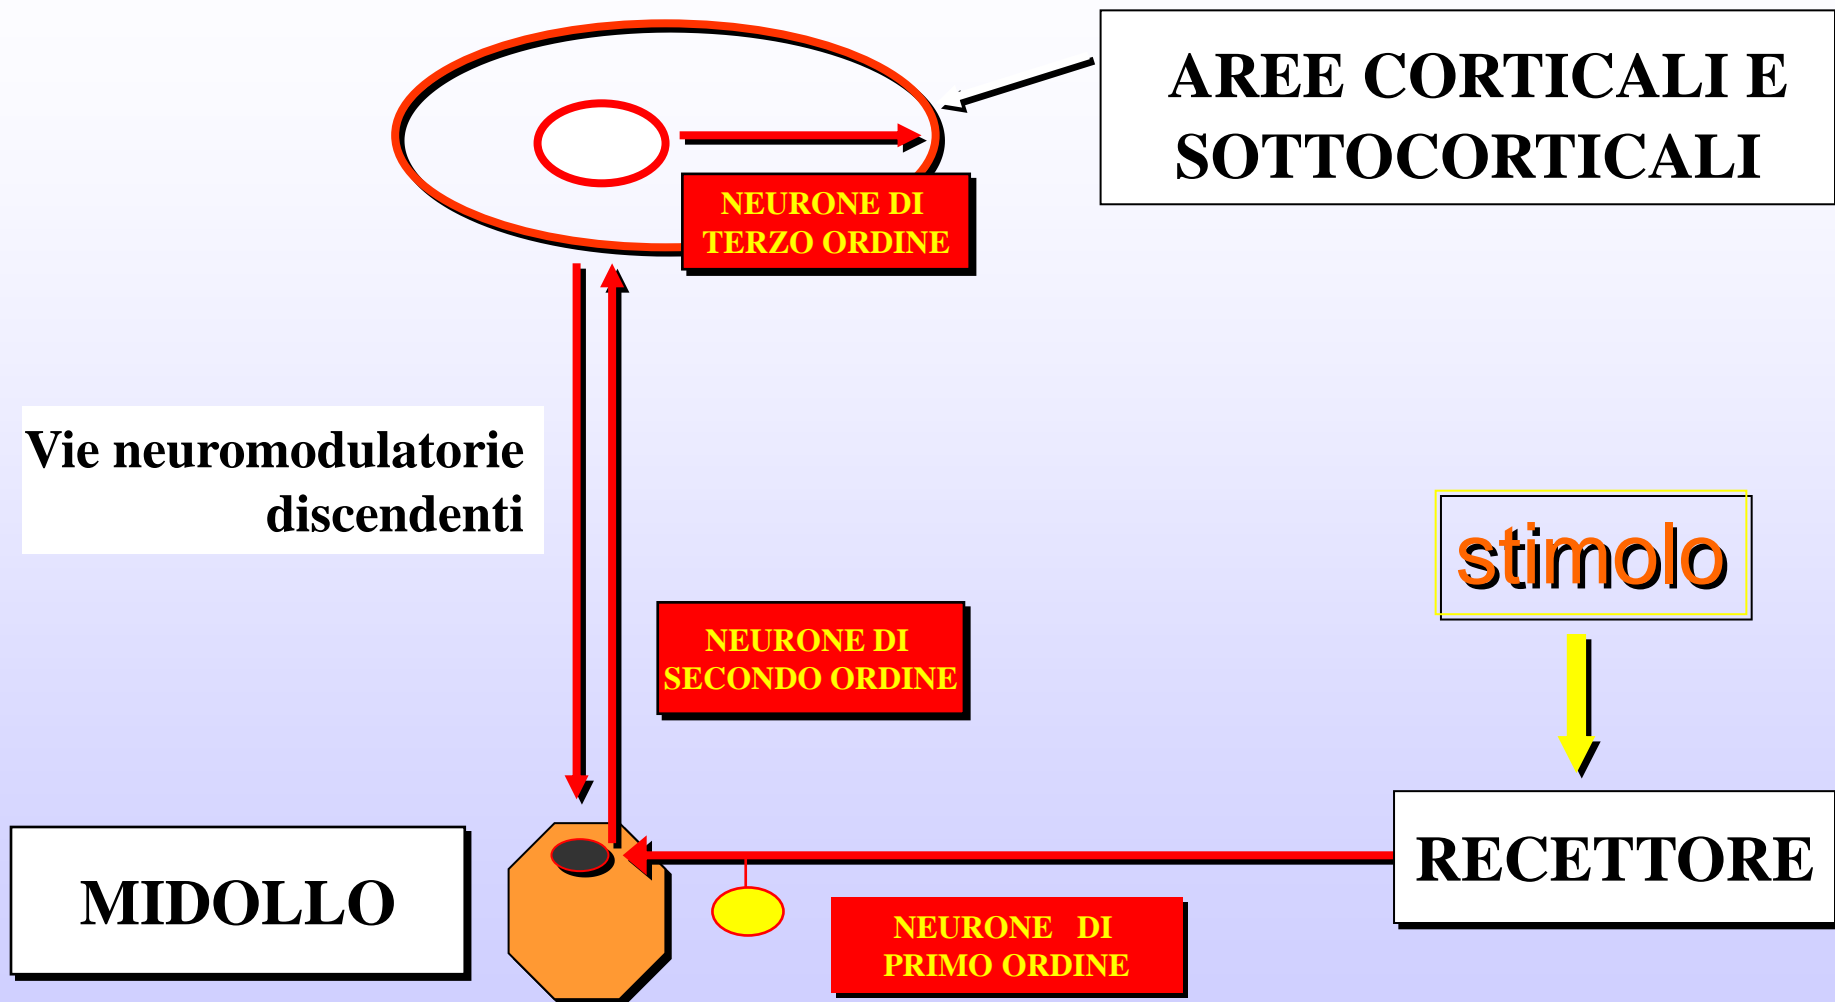 AREE CORTICALI E
SOTTOCORTICALI
NEURONE DI
TERZO ORDINE
Vie neuromodulatorie
discendenti
stimolo
NEURONE DI
SECONDO ORDINE
MIDOLLO
RECETTORE
NEURONE DI
PRIMO ORDINE